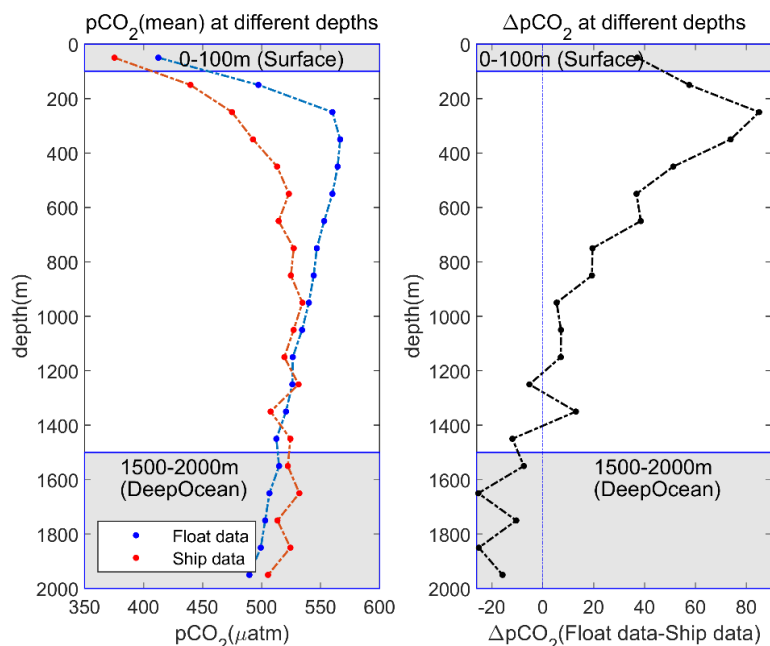 pCO₂(mean) at different depths
0
0-100m (Surface)
200
400
600
800
1000
1200
1400
1600
1800
2000
depth(m)
1500-2000m
(DeepOcean)
Float data
Ship data
350
400
450
500
550
600
pCO₂(μatm)
ΔpCO₂ at different depths
0
0-100m (Surface)
200
400
600
800
1000
1200
1400
1600
1800
2000
depth(m)
1500-2000m
(DeepOcean)
-20
0
20
40
60
80
ΔpCO₂(Float data-Ship data)